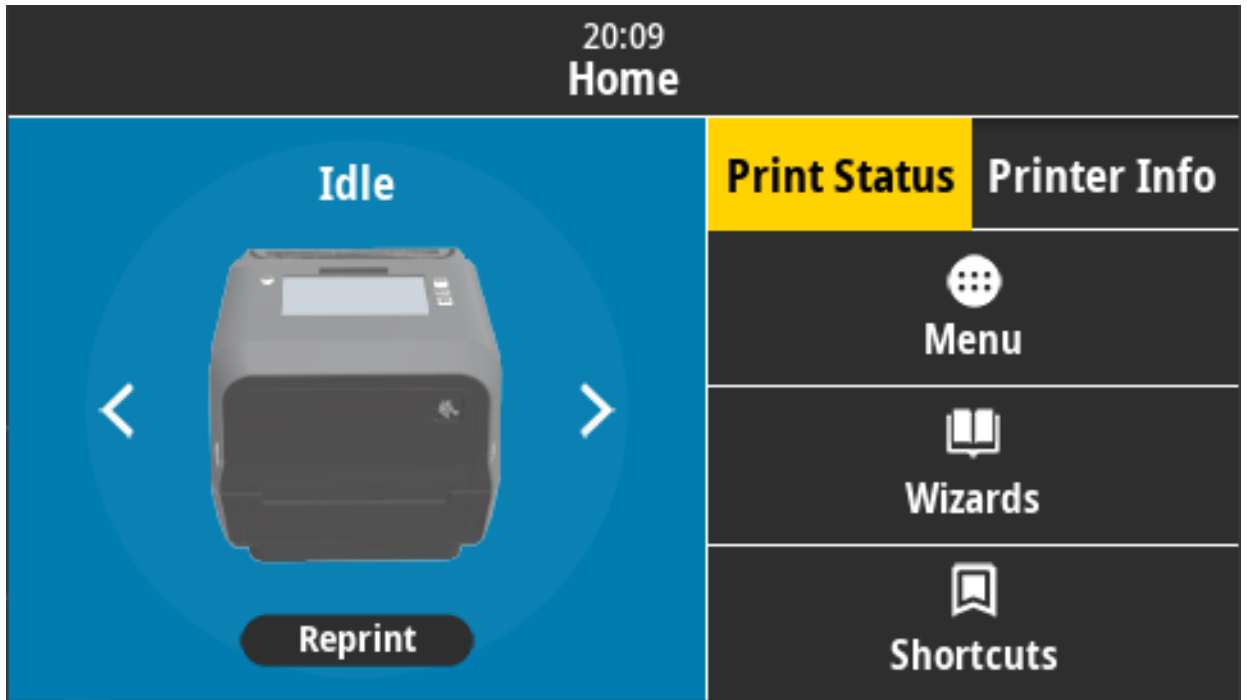 20:09
Home
Idle
Print Status
Printer Info
Menu
Wizards
Reprint
Shortcuts